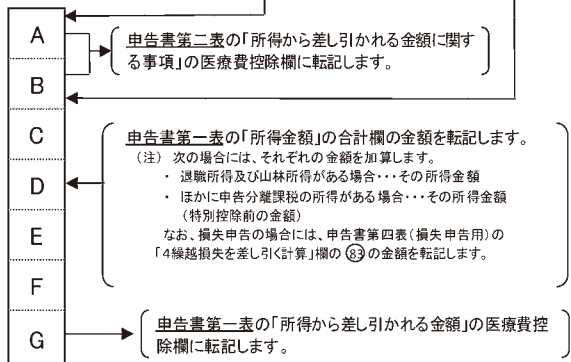 A
申告書第二表の「所得から差し引かれる金額に関す
る事項」の医療費控除欄に転記します。
B
C
申告書第一表の「所得金額」の合計欄の金額を転記します。
（注） 次の場合には、それぞれの金額を加算します。
・ 退職所得及び山林所得がある場合･･･その所得金額
D
・ ほかに申告分離課税の所得がある場合･･･その所得金額
（特別控除前の金額）
なお、損失申告の場合には、申告書第四表（損失申告用）の
E
「４繰越損失を差し引く計算」欄の㊸の金額を転記します。
F
G
申告書第一表の「所得から差し引かれる金額」の医療費控
除欄に転記します。